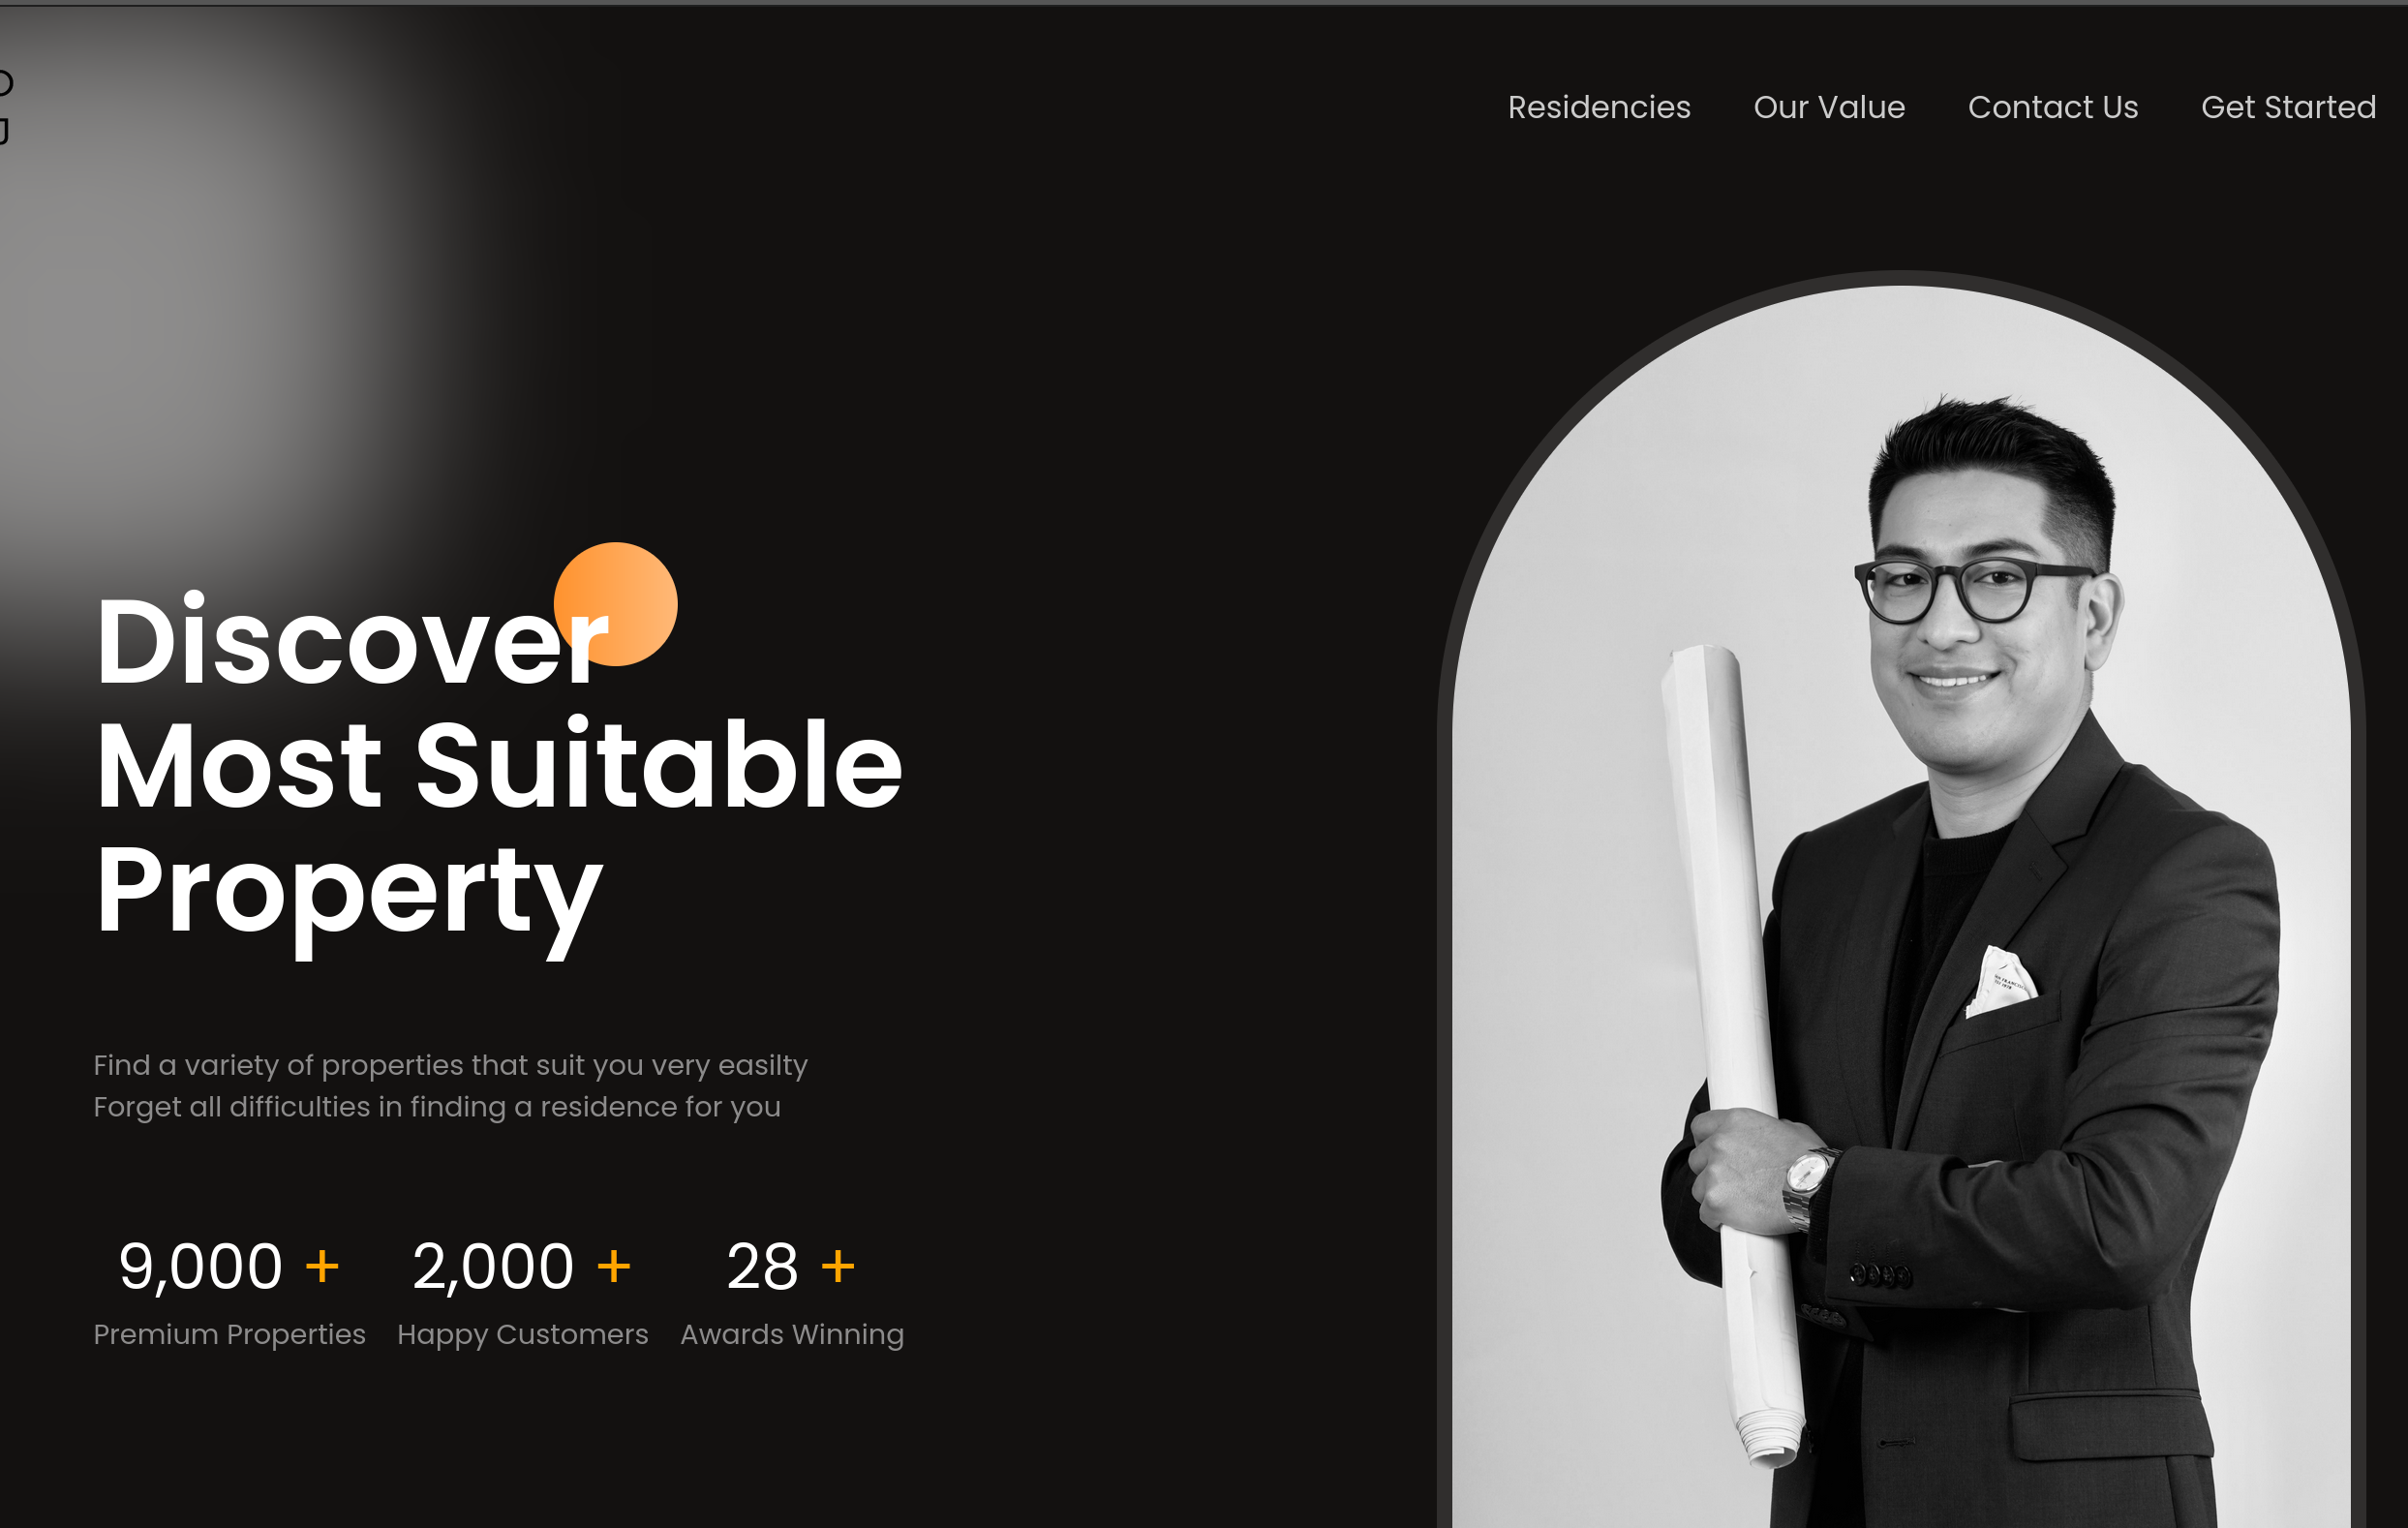 Residencies Our Value Contact Us Get Started
Discover
Most Suitable
Property
Find a variety of properties that suit you very easilty
Forget all difficulties in finding a residence for you
9,000 + 2,000 + 28 +
Premium Properties Happy Customers Awards Winning